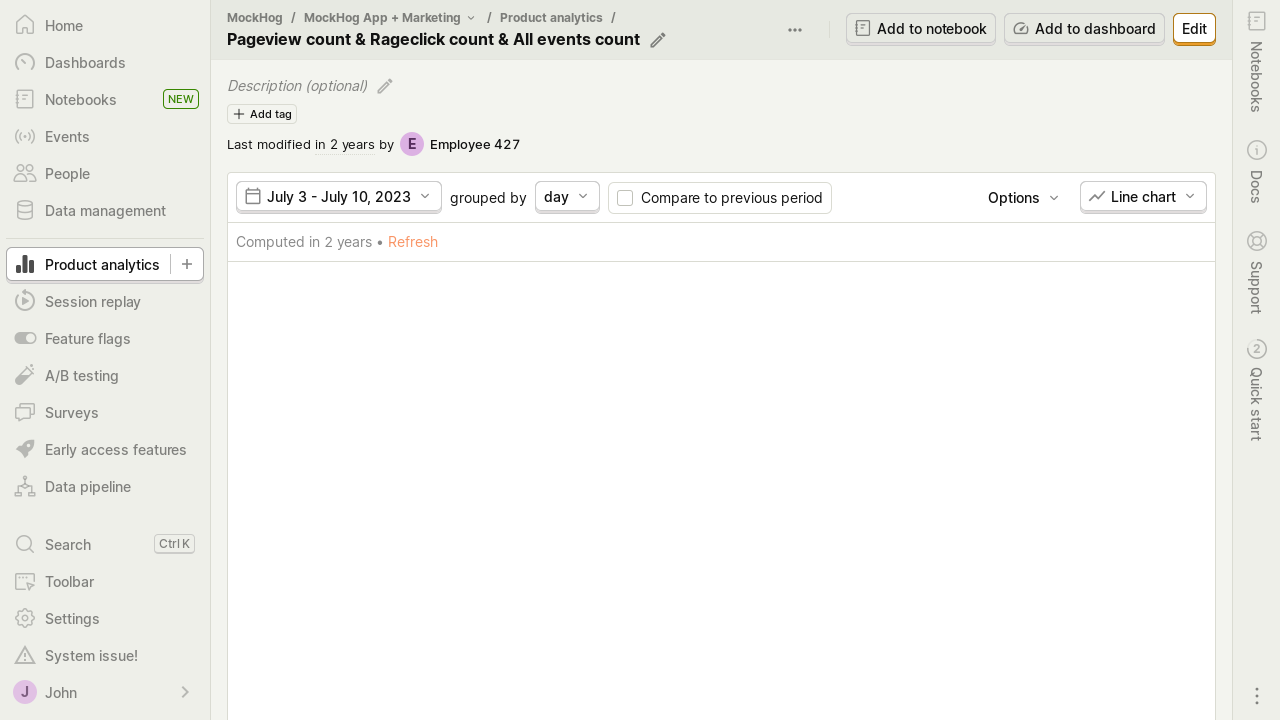 Home
Dashboards
Notebooks NEW
Events
People
Data management
Product analytics
Session replay
Feature flags
A/B testing
Surveys
Early access features
Data pipeline
Search Ctrl K
Toolbar
Settings
System issue!
J John
MockHog / MockHog App + Marketing / Product analytics /
Pageview count & Rageclick count & All events count
Add to notebook Add to dashboard Edit
Description (optional)
Add tag
Last modified in 2 years by E Employee 427
July 3 - July 10, 2023 grouped by day Compare to previous period Options Line chart
Computed in 2 years • Refresh
Notebooks
Docs
Support
2 Quick start